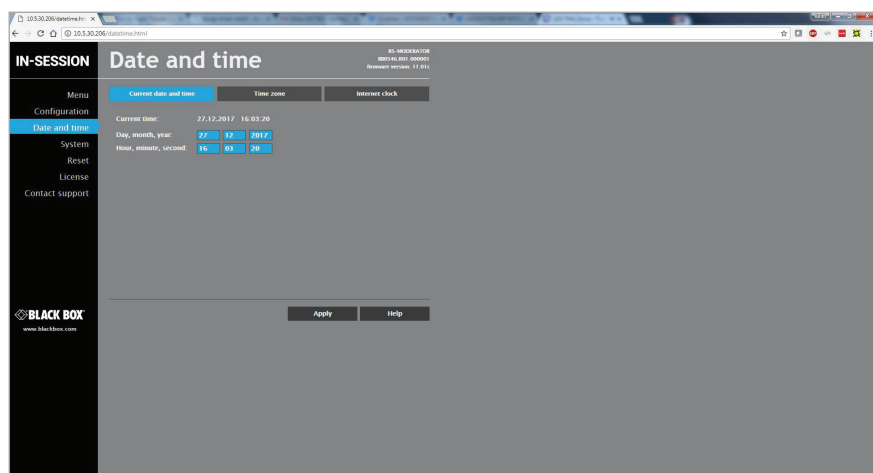 10.5.30.206/datetime.ht
10.5.30.206/datetime.html
IN-SESSION
Date and time
BS-MODERATOR
firmware version: 11.01c
Menu
Configuration
Date and time
System
Reset
License
Contact support
Current date and time
Time zone
Internet clock
Current time: 27.12.2017 16:03:20
Day, month, year: 27 12 2017
Hour, minute, second: 16 03 20
Apply
Help
BLACK BOX
www.blackbox.com